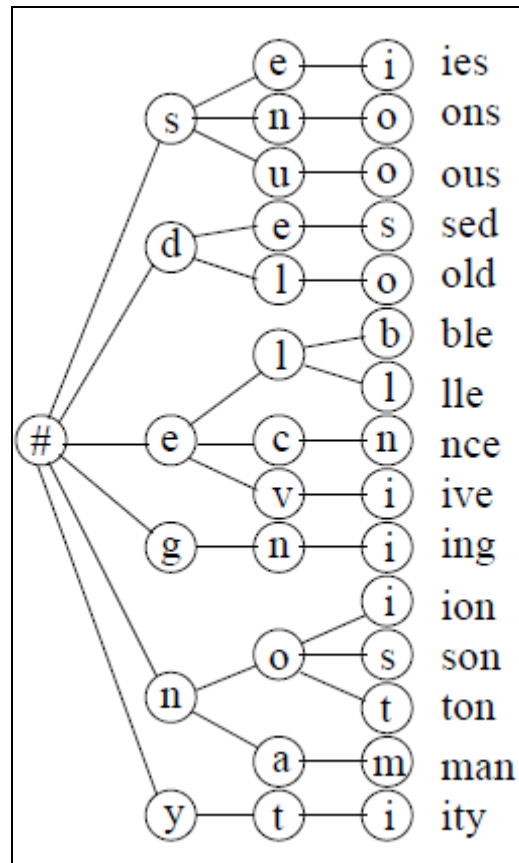 e i ies
s n o ons
u o ous
e s sed
d l o old
b ble
l l lle
# e c n nce
v i ive
g n i ing
i ion
o s son
n t ton
a m man
y t i ity